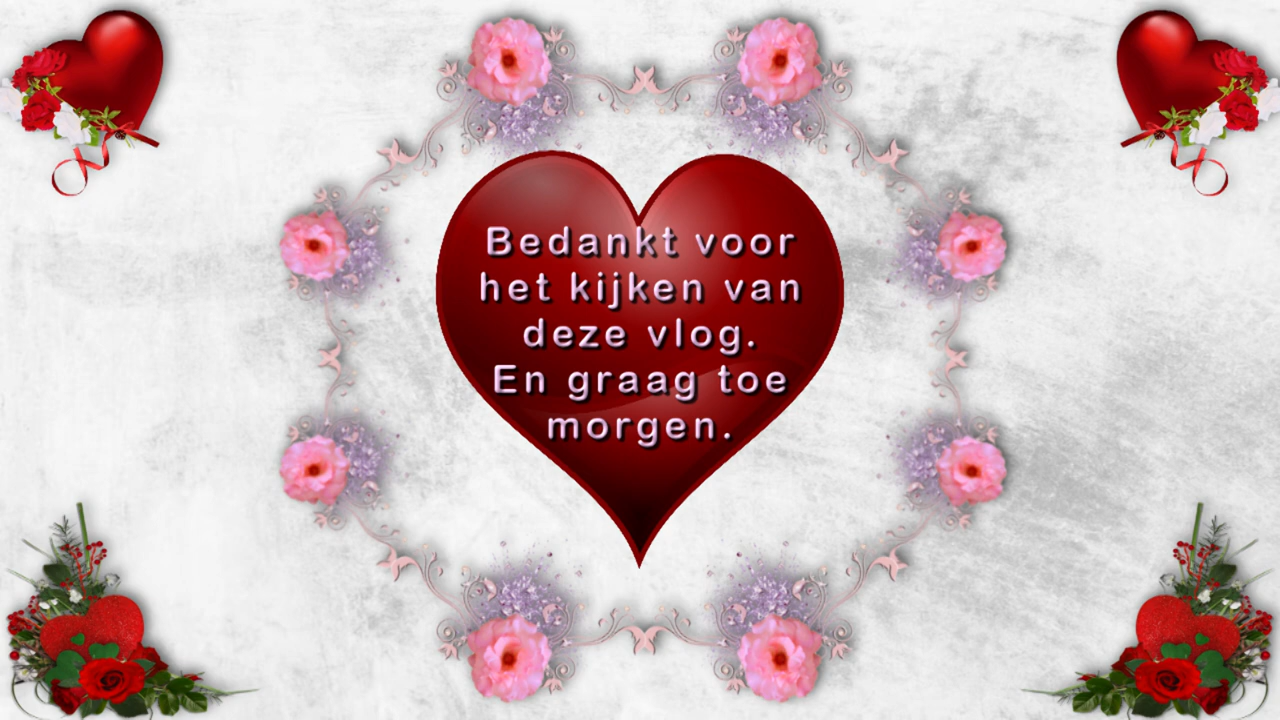 Bedankt voor
het kijken van
deze vlog.
En graag toe
morgen.